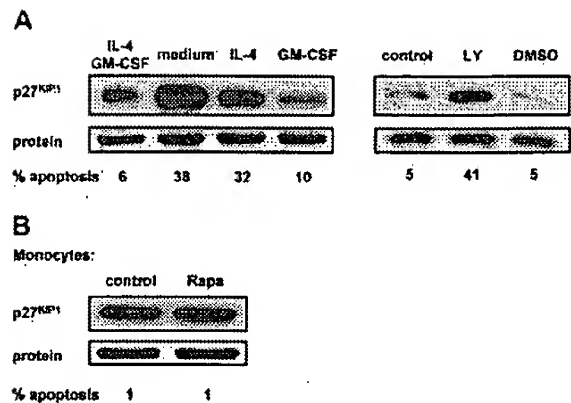 A
IL-4
GM-CSF medium IL-4 GM-CSF control LY DMSO
p27KIP1
protein
% apoptosis 6 38 32 10 5 41 5
B
Monocytes:
control Rapa
p27KIP1
protein
% apoptosis 1 1